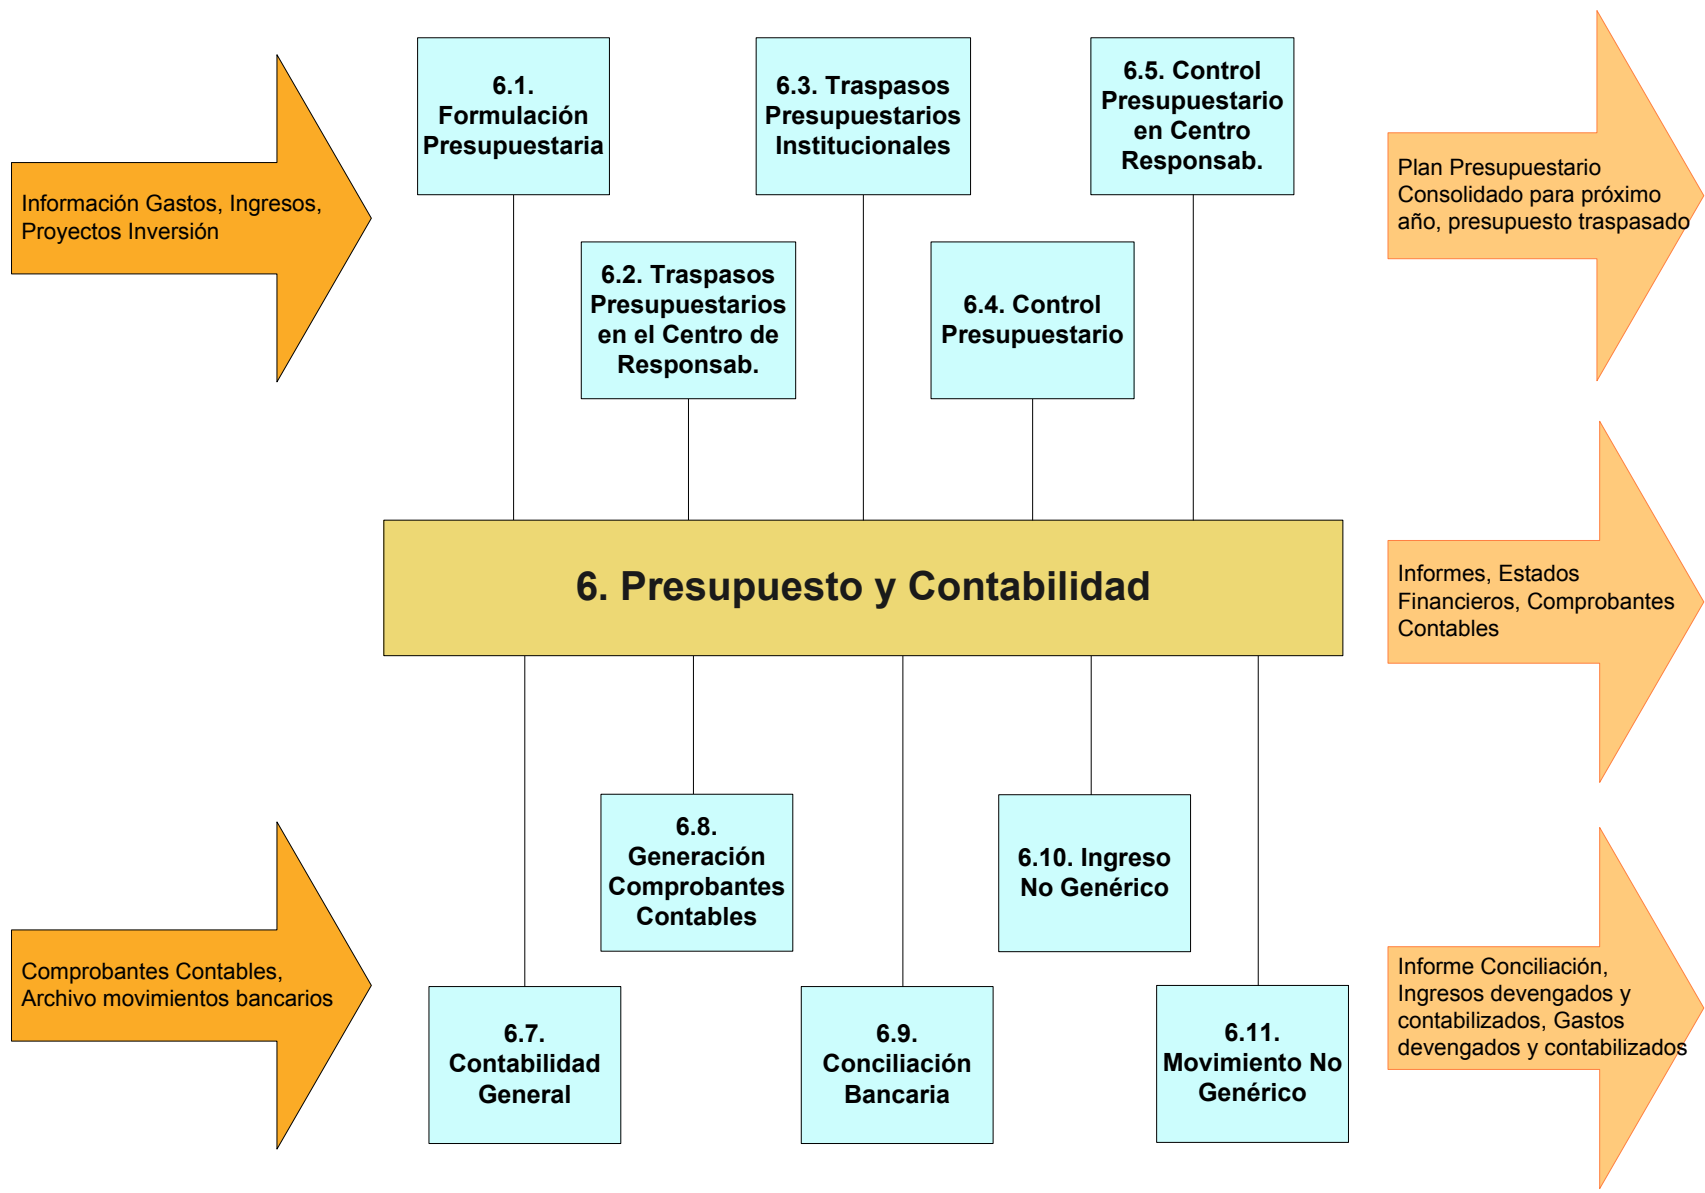 6.1.
Formulación
Presupuestaria
6.3. Traspasos
Presupuestarios
Institucionales
6.5. Control
Presupuestario
en Centro
Responsab.
Información Gastos, Ingresos,
Proyectos Inversión
Plan Presupuestario
Consolidado para próximo
año, presupuesto traspasado
6.2. Traspasos
Presupuestarios
en el Centro de
Responsab.
6.4. Control
Presupuestario
6. Presupuesto y Contabilidad
Informes, Estados
Financieros, Comprobantes
Contables
6.8.
Generación
Comprobantes
Contables
6.10. Ingreso
No Genérico
Comprobantes Contables,
Archivo movimientos bancarios
Informe Conciliación,
Ingresos devengados y
contabilizados, Gastos
devengados y contabilizados
6.7.
Contabilidad
General
6.9.
Conciliación
Bancaria
6.11.
Movimiento No
Genérico